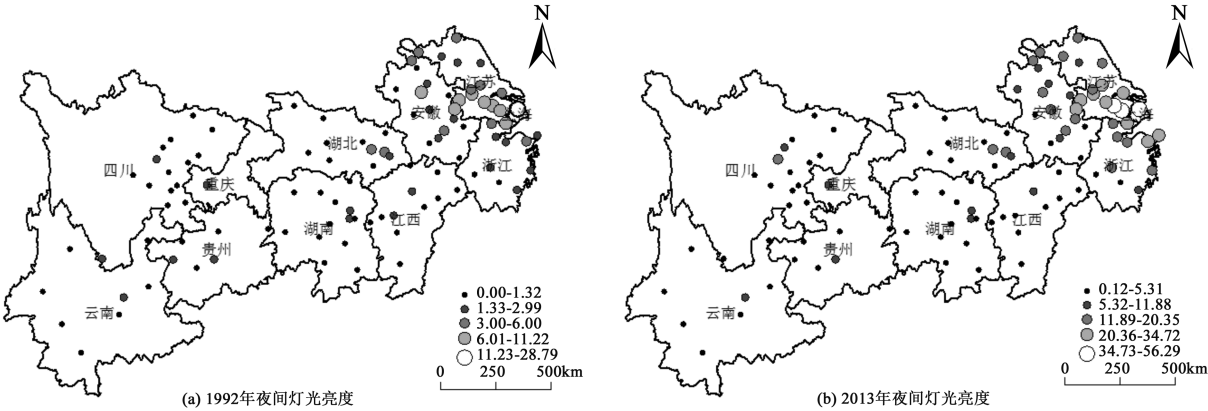 N
江苏
安徽
海
湖北
四川
浙江
重庆
江西
湖南
贵州
云南
0.00-1.32
1.33-2.99
3.00-6.00
6.01-11.22
11.23-28.79
0 250 500km
(a) 1992年夜间灯光亮度
N
江苏
安徽
海
湖北
四川
浙江
重庆
江西
湖南
贵州
云南
0.12-5.31
5.32-11.88
11.89-20.35
20.36-34.72
34.73-56.29
0 250 500km
(b) 2013年夜间灯光亮度